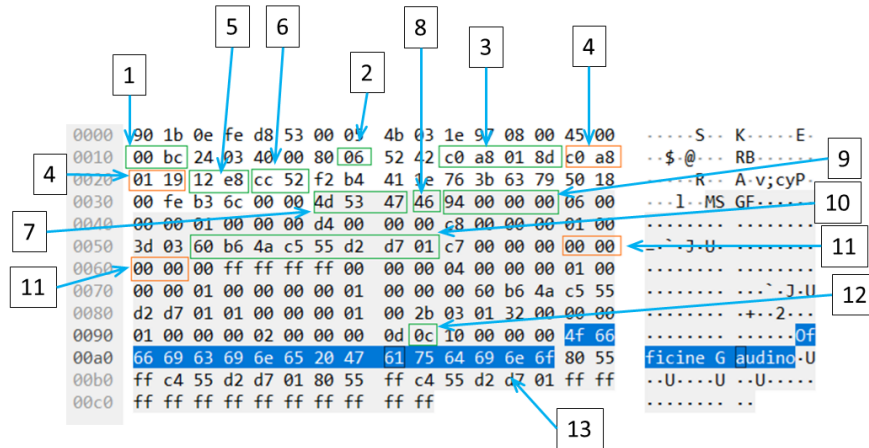 5 6 8 3 4
1 2
0000 90 1b 0e fe d8 53 00 05 4b 03 1e 97 08 00 45 00 ·····S·· K·····E·
0010 00 bc 24 03 40 00 80 06 52 42 c0 a8 01 8d c0 a8 ··$·@··· RB······
4 9
0020 01 19 12 e8 cc 52 f2 b4 41 1e 76 3b 63 79 50 18 ·····R·· A·v;cyP·
0030 00 fe b3 6c 00 00 4d 53 47 46 94 00 00 00 06 00 ···l··MS GF······
7 10
0040 00 00 01 00 00 00 d4 00 00 00 c8 00 00 00 01 00 ········ ········
0050 3d 03 60 b6 4a c5 55 d2 d7 01 c7 00 00 00 00 00 =·`·J·U· ········
11 11
0060 00 00 00 00 ff ff ff ff 00 00 04 00 00 00 01 00 ········ ········
0070 00 00 01 00 00 00 00 01 00 00 00 60 b6 4a c5 55 ········ ···`·J·U
12
0080 d2 d7 01 01 00 00 00 01 00 2b 03 01 32 00 00 00 ········ ·+··2···
0090 01 00 00 00 02 00 00 00 0d 0c 10 00 00 00 4f 66 ········ ······Of
00a0 66 69 63 69 6e 65 20 47 61 75 64 69 6e 6f 80 55 ficine G audino·U
00b0 ff c4 55 d2 d7 01 80 55 ff c4 55 d2 d7 01 ff ff ··U····U ··U·····
00c0 ff ff ff ff ff ff ff ff ff ff ········ ··
13